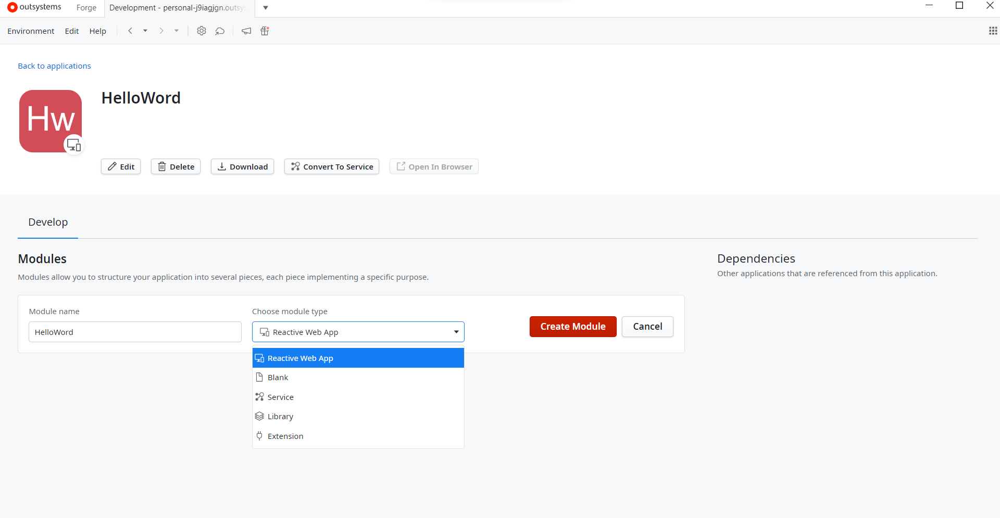 outsystems
Forge
Development - personal-j9iagjgn.outsys
Environment Edit Help
Back to applications
Hw
HelloWord
Edit
Delete
Download
Convert To Service
Open In Browser
Develop
Modules
Modules allow you to structure your application into several pieces, each piece implementing a specific purpose.
Dependencies
Other applications that are referenced from this application.
Module name
HelloWord
Choose module type
Reactive Web App
Create Module
Cancel
Reactive Web App
Blank
Service
Library
Extension